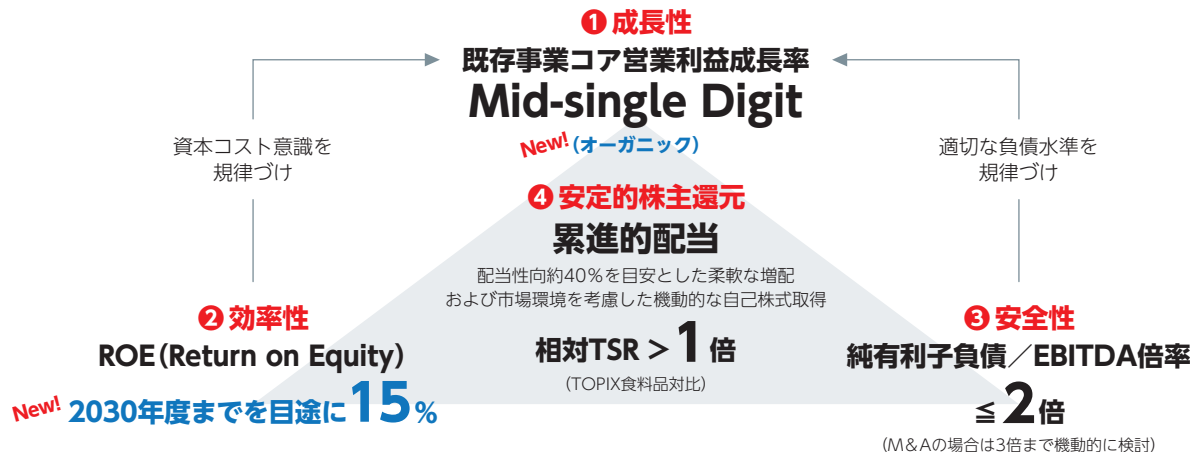 ❶ 成長性
既存事業コア営業利益成長率
Mid-single Digit
New! (オーガニック)
資本コスト意識を
規律づけ
適切な負債水準を
規律づけ
❹ 安定的株主還元
累進的配当
配当性向約40％を目安とした柔軟な増配
および市場環境を考慮した機動的な自己株式取得
相対TSR > 1 倍
(TOPIX食料品対比)
❷ 効率性
ROE(Return on Equity)
New! 2030年度までを目途に 15%
❸ 安全性
純有利子負債／EBITDA倍率
≦ 2 倍
(M&Aの場合は3倍まで機動的に検討)